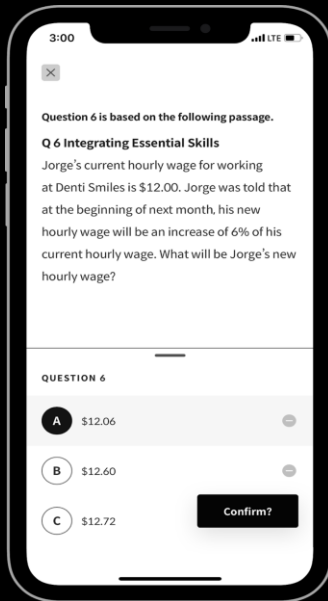 3:00
LTE
Question 6 is based on the following passage.
Q 6 Integrating Essential Skills
Jorge's current hourly wage for working
at Denti Smiles is $12.00. Jorge was told that
at the beginning of next month, his new
hourly wage will be an increase of 6% of his
current hourly wage. What will be Jorge's new
hourly wage?
QUESTION 6
A $12.06
B $12.60
C $12.72
Confirm?